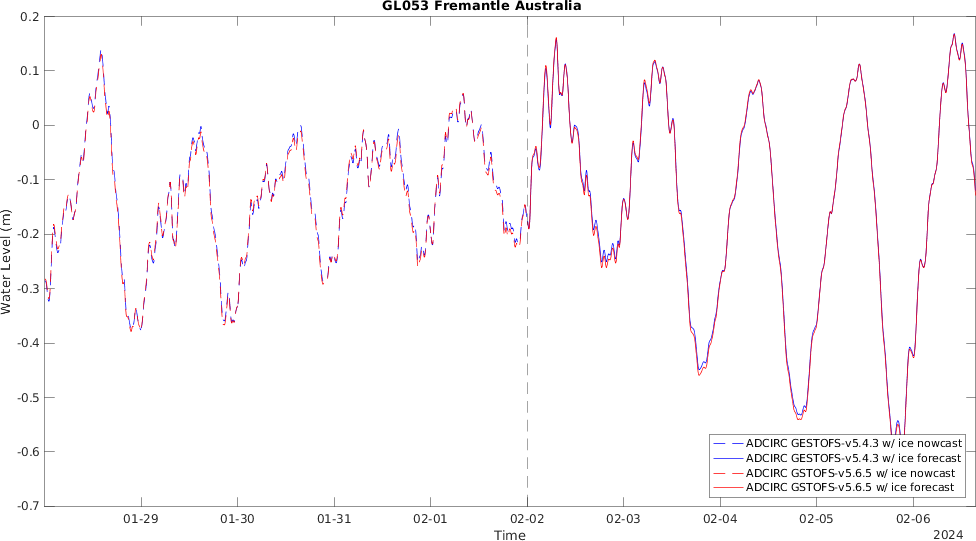 GL053 Fremantle Australia
0.2
0.1
0
-0.1
-0.2
-0.3
-0.4
-0.5
-0.6
-0.7
Water Level (m)
ADCIRC GESTOFS-v5.4.3 w/ ice nowcast
ADCIRC GESTOFS-v5.4.3 w/ ice forecast
ADCIRC GSTOFS-v5.6.5 w/ ice nowcast
ADCIRC GSTOFS-v5.6.5 w/ ice forecast
01-29 01-30 01-31 02-01 02-02 02-03 02-04 02-05 02-06
Time
2024